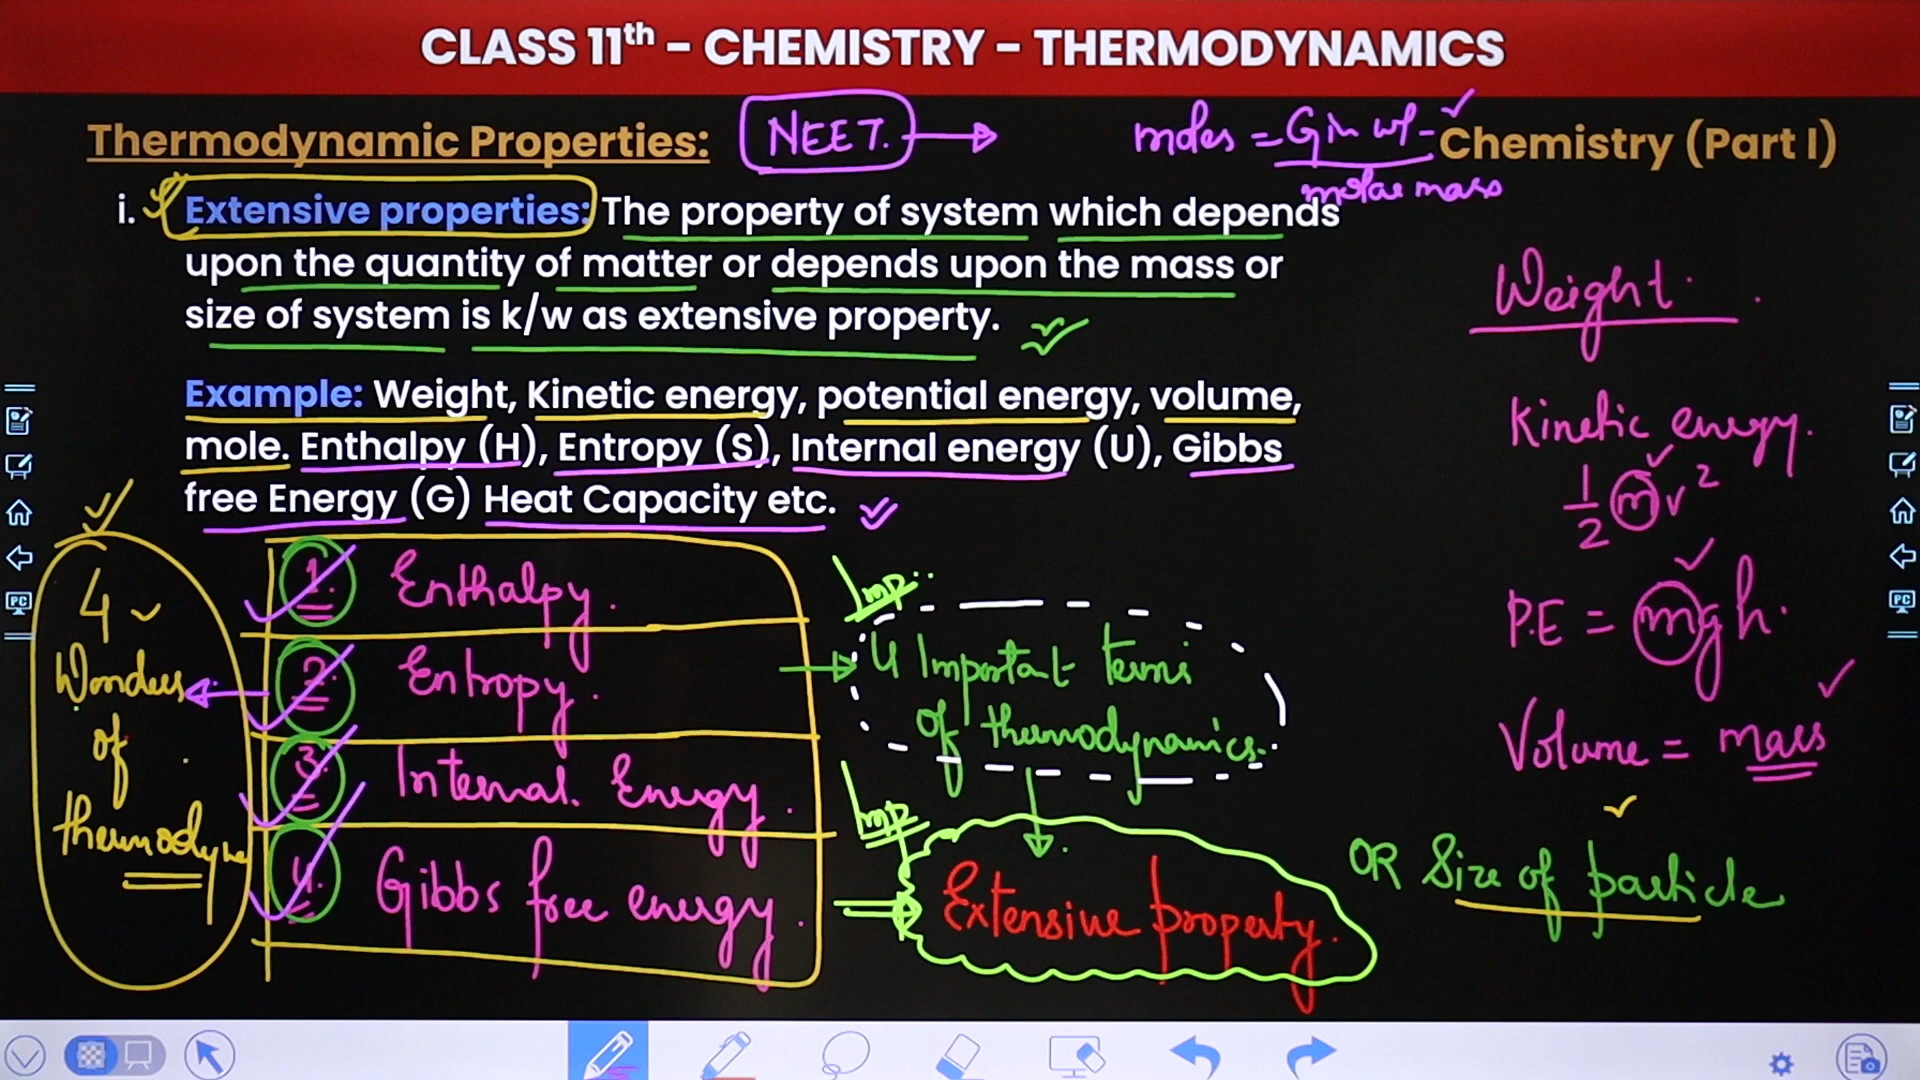 CLASS 11th - CHEMISTRY - THERMODYNAMICS
Thermodynamic Properties:
NEET.
moles = Gin wt
molar mass
Chemistry (Part I)
i. Extensive properties: The property of system which depends
upon the quantity of matter or depends upon the mass or
size of system is k/w as extensive property.
Example: Weight, Kinetic energy, potential energy, volume,
mole. Enthalpy (H), Entropy (S), Internal energy (U), Gibbs
free Energy (G) Heat Capacity etc.
4
Wonders
of
thermodyna
1. Enthalpy.
2. Entropy.
3. Internal. Energy.
4. Gibbs free energy.
Imp.
4 Important terms
of thermodynamics.
Imp
Extensive property.
Weight.
Kinetic energy.
1/2 mv²
P.E = mgh.
Volume = mass
OR Size of particle
PC
PC